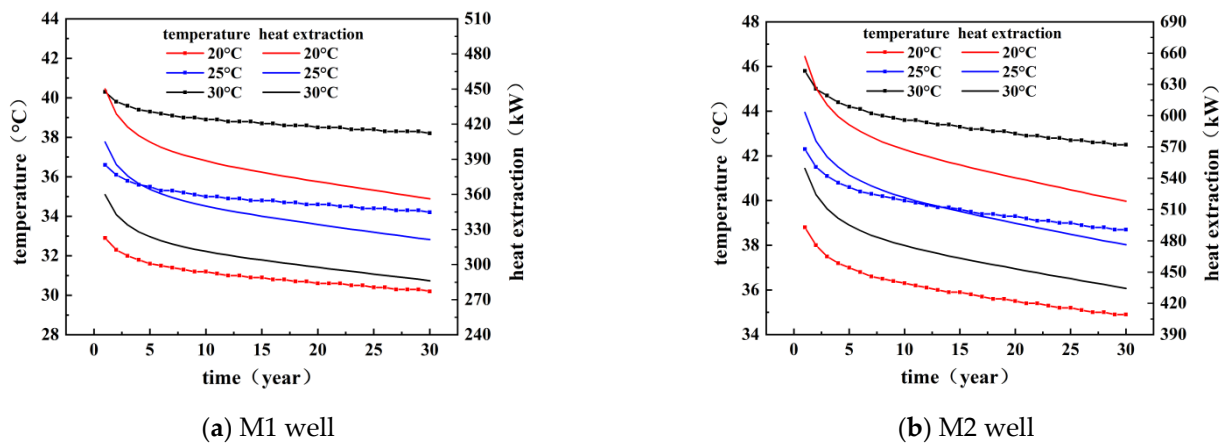 temperature heat extraction
20°C 20°C
25°C 25°C
30°C 30°C
temperature（°C）
44
42
40
38
36
34
32
30
28
heat extraction（kW）
510
480
450
420
390
360
330
300
270
240
0 5 10 15 20 25 30
time（year）
(a) M1 well
temperature heat extraction
20°C 20°C
25°C 25°C
30°C 30°C
temperature（°C）
48
46
44
42
40
38
36
34
heat extraction（kW）
690
660
630
600
570
540
510
480
450
420
390
0 5 10 15 20 25 30
time（year）
(b) M2 well